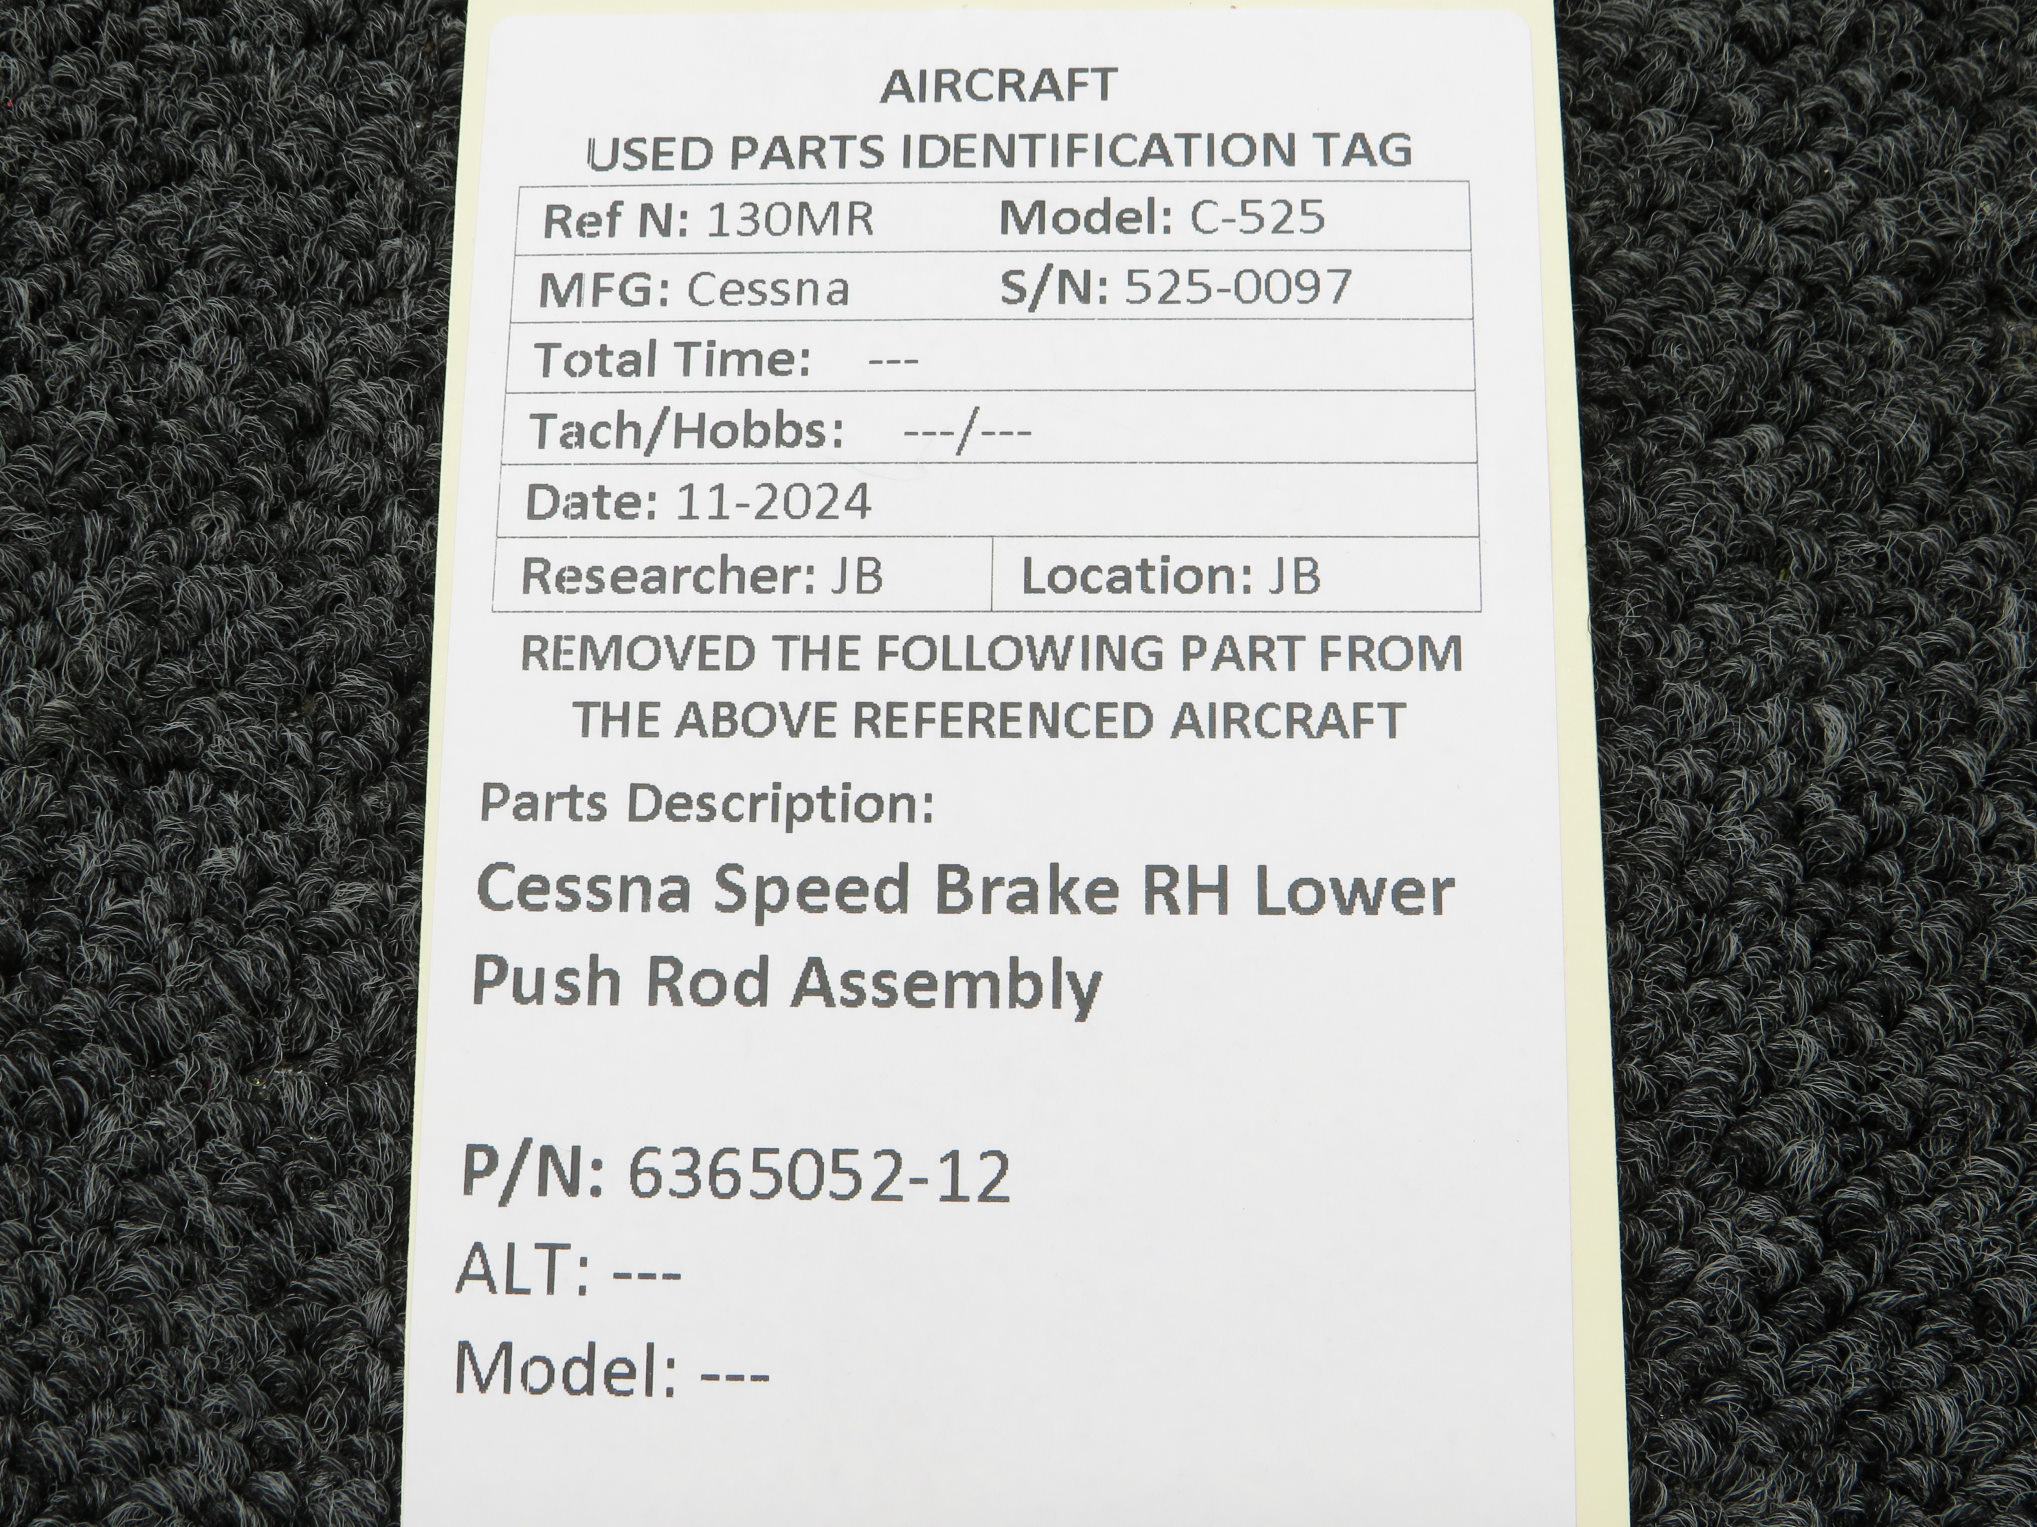 AIRCRAFT
USED PARTS IDENTIFICATION TAG
Ref N: 130MR Model: C-525
MFG: Cessna S/N: 525-0097
Total Time: ---
Tach/Hobbs: ---/---
Date: 11-2024
Researcher: JB Location: JB
REMOVED THE FOLLOWING PART FROM
THE ABOVE REFERENCED AIRCRAFT
Parts Description:
Cessna Speed Brake RH Lower
Push Rod Assembly
P/N: 6365052-12
ALT: ---
Model: ---